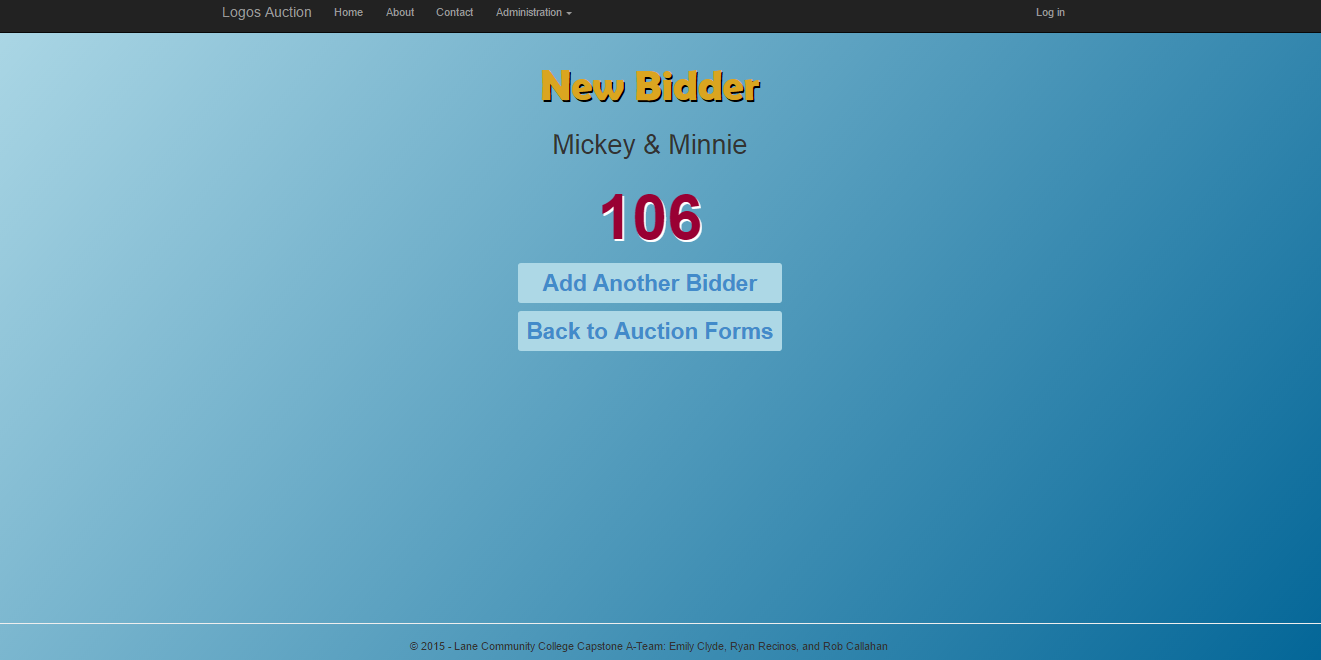 Logos Auction Home About Contact Administration Log in
New Bidder
Mickey & Minnie
106
Add Another Bidder
Back to Auction Forms
© 2015 - Lane Community College Capstone A-Team: Emily Clyde, Ryan Recinos, and Rob Callahan